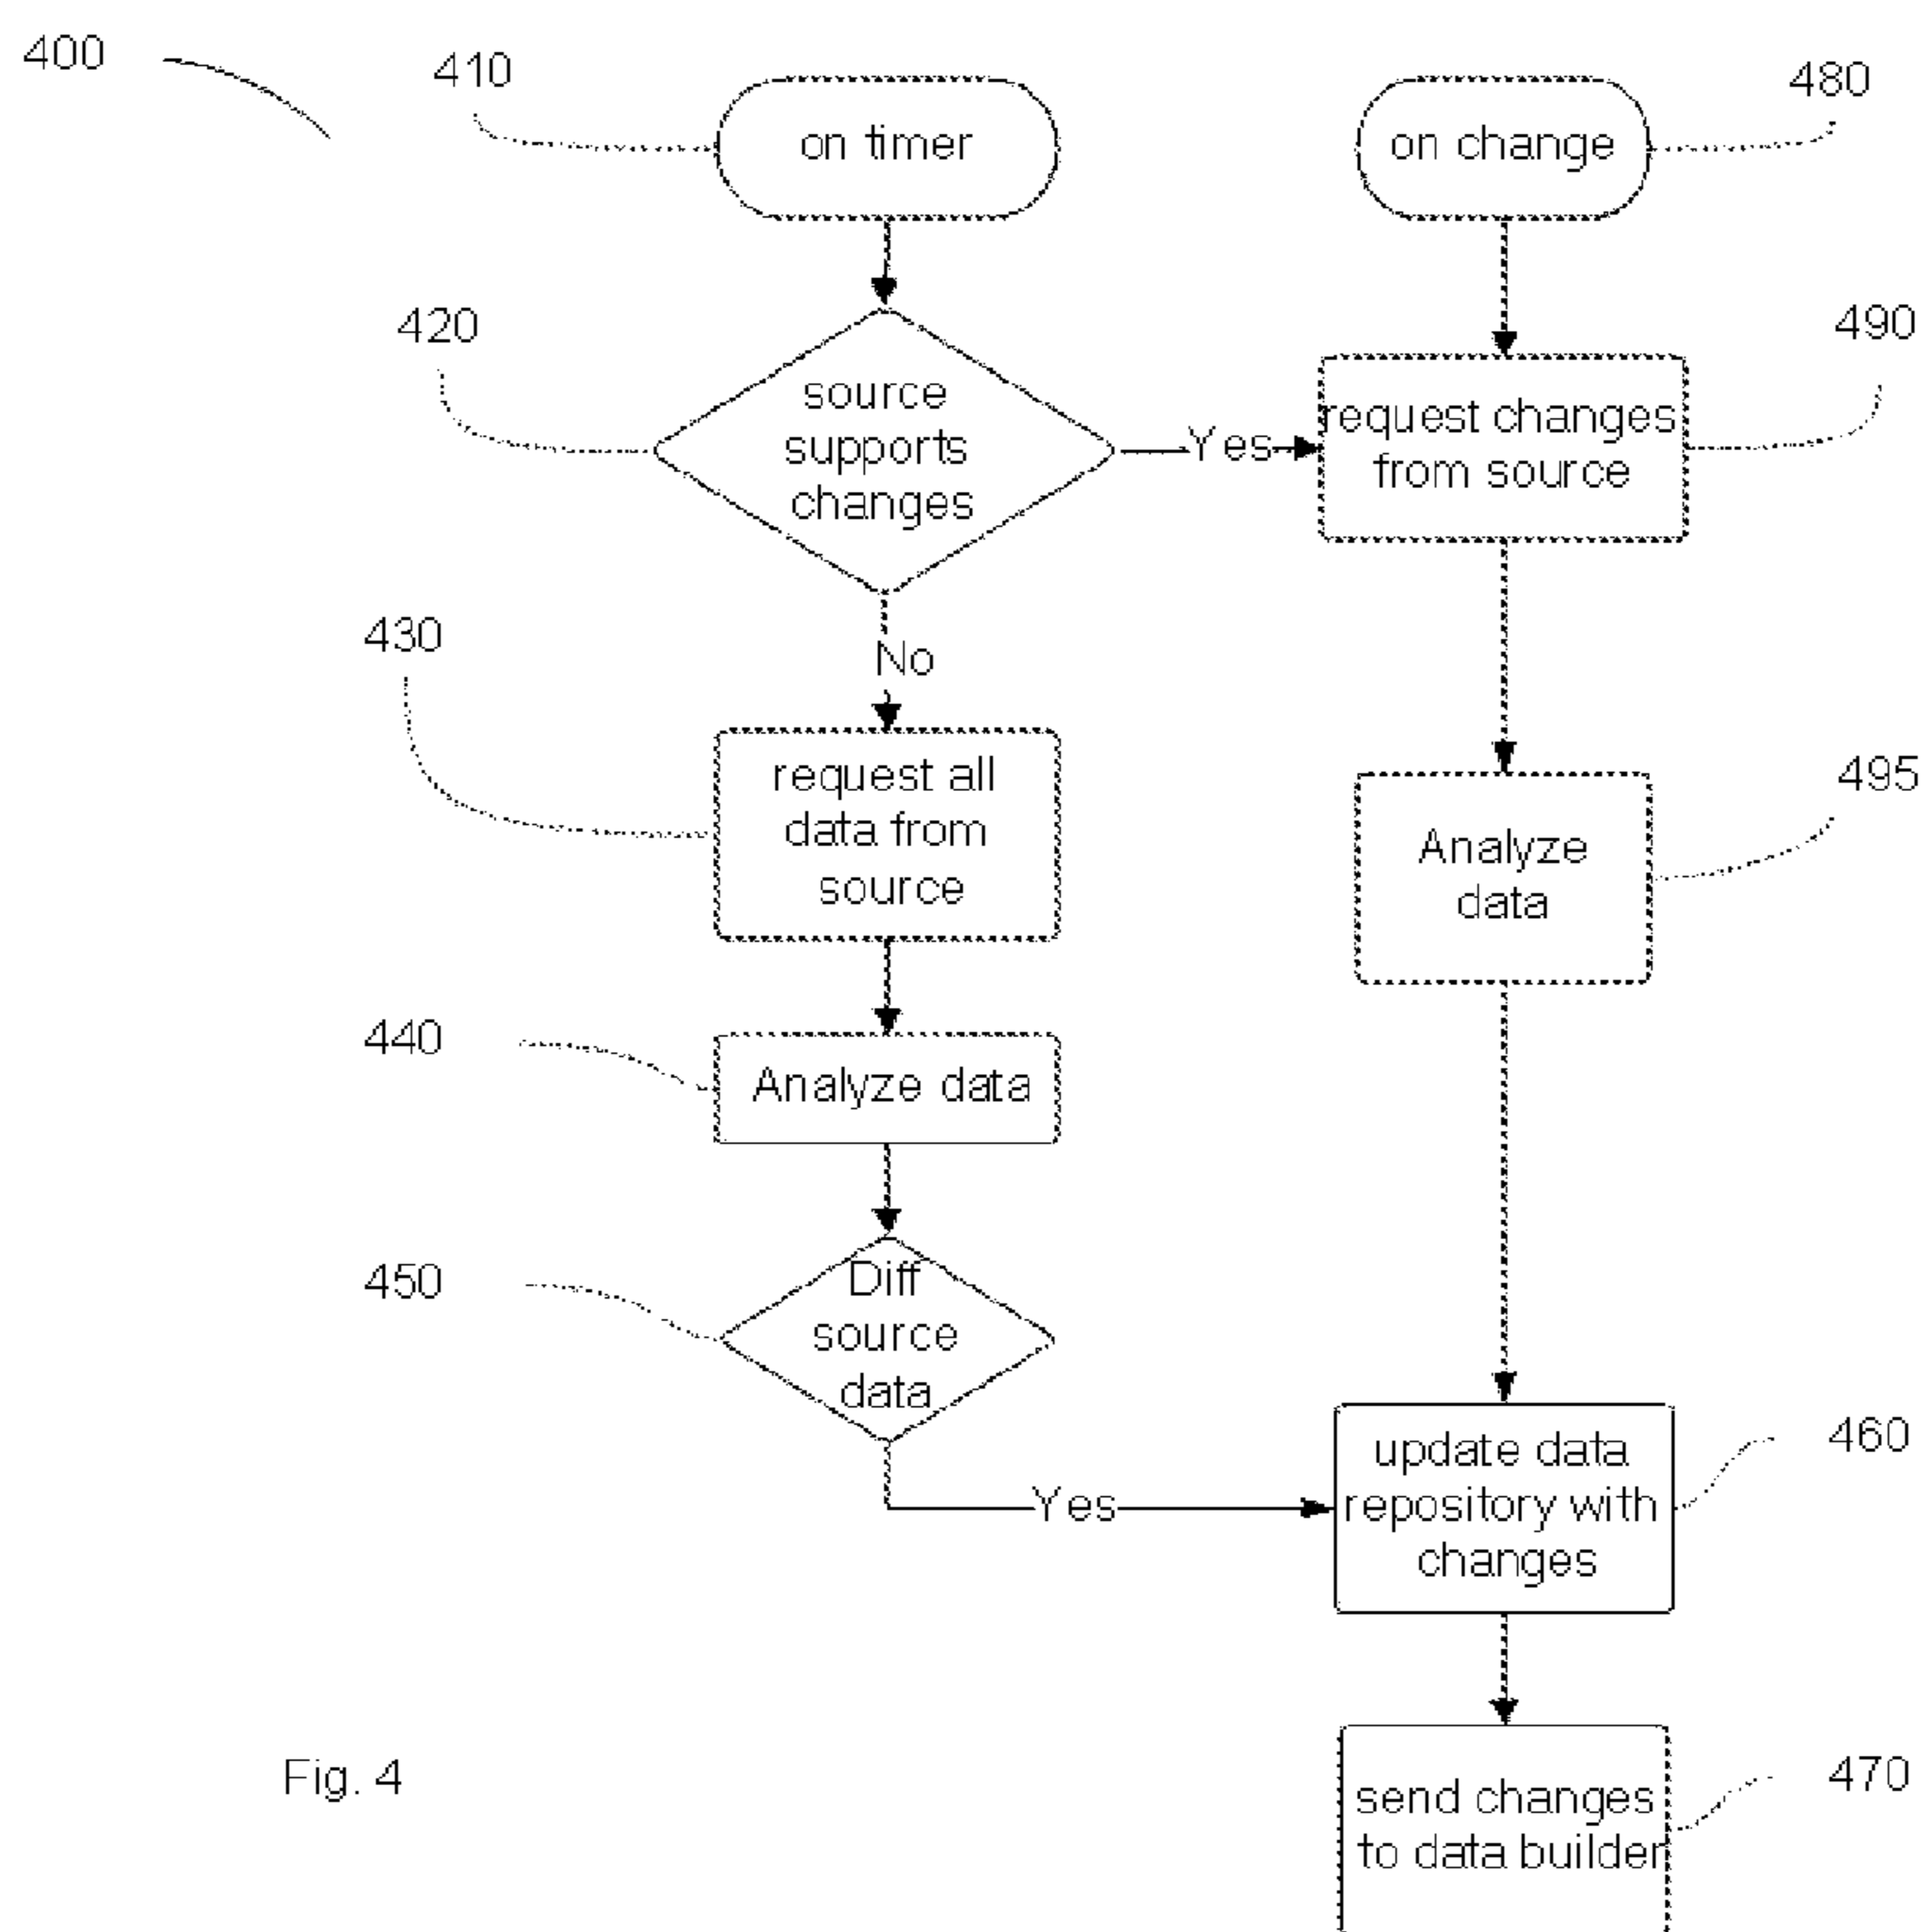 400
410
on timer
on change
480
420
source
supports
changes
Yes
request changes
from source
490
No
430
request all
data from
source
Analyze
data
495
440
Analyze data
450
Diff
source
data
Yes
update data
repository with
changes
460
Fig. 4
send changes
to data builder
470